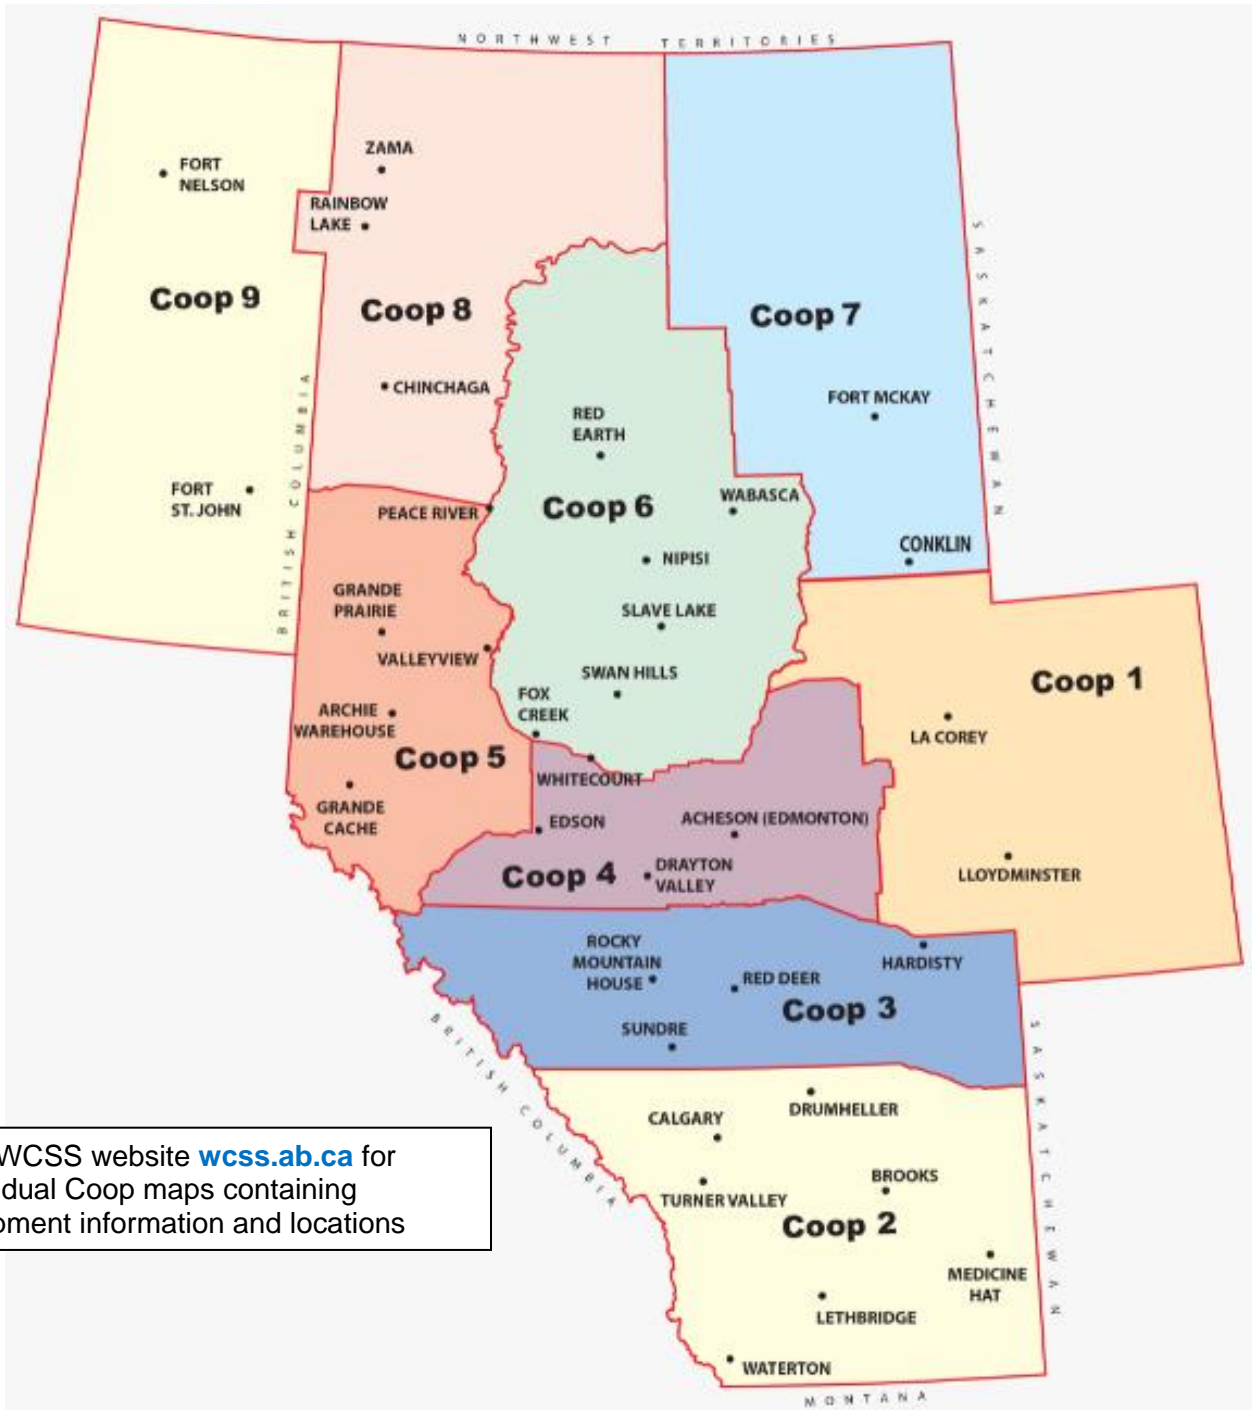 NORTHWEST TERRITORIES
ZAMA
FORT
NELSON
RAINBOW
LAKE
SASKATCHEWAN
Coop 9
Coop 8
Coop 7
BRITISH COLUMBIA
CHINCHAGA
FORT MCKAY
RED
EARTH
FORT
ST. JOHN
PEACE RIVER
Coop 6
WABASCA
CONKLIN
NIPISI
GRANDE
PRAIRIE
SLAVE LAKE
VALLEYVIEW
SWAN HILLS
Coop 1
FOX
CREEK
ARCHIE
WAREHOUSE
LA COREY
Coop 5
WHITECOURT
GRANDE
CACHE
EDSON
ACHESON (EDMONTON)
Coop 4
DRAYTON
VALLEY
LLOYDMINSTER
ROCKY
MOUNTAIN
HOUSE
RED DEER
HARDISTY
Coop 3
SUNDRE
BRITISH COLUMBIA
SASKATCHEWAN
DRUMHELLER
CALGARY
WCSS website wcss.ab.ca for
dual Coop maps containing
oment information and locations
BROOKS
TURNER VALLEY
Coop 2
MEDICINE
HAT
LETHBRIDGE
WATERTON
MONTANA